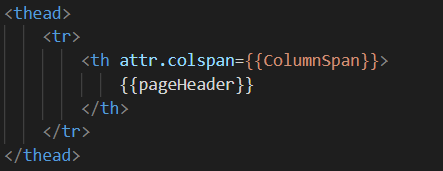 <thead>
<tr>
<th attr.colspan={{ColumnSpan}}>
{{pageHeader}}
</th>
</tr>
</thead>